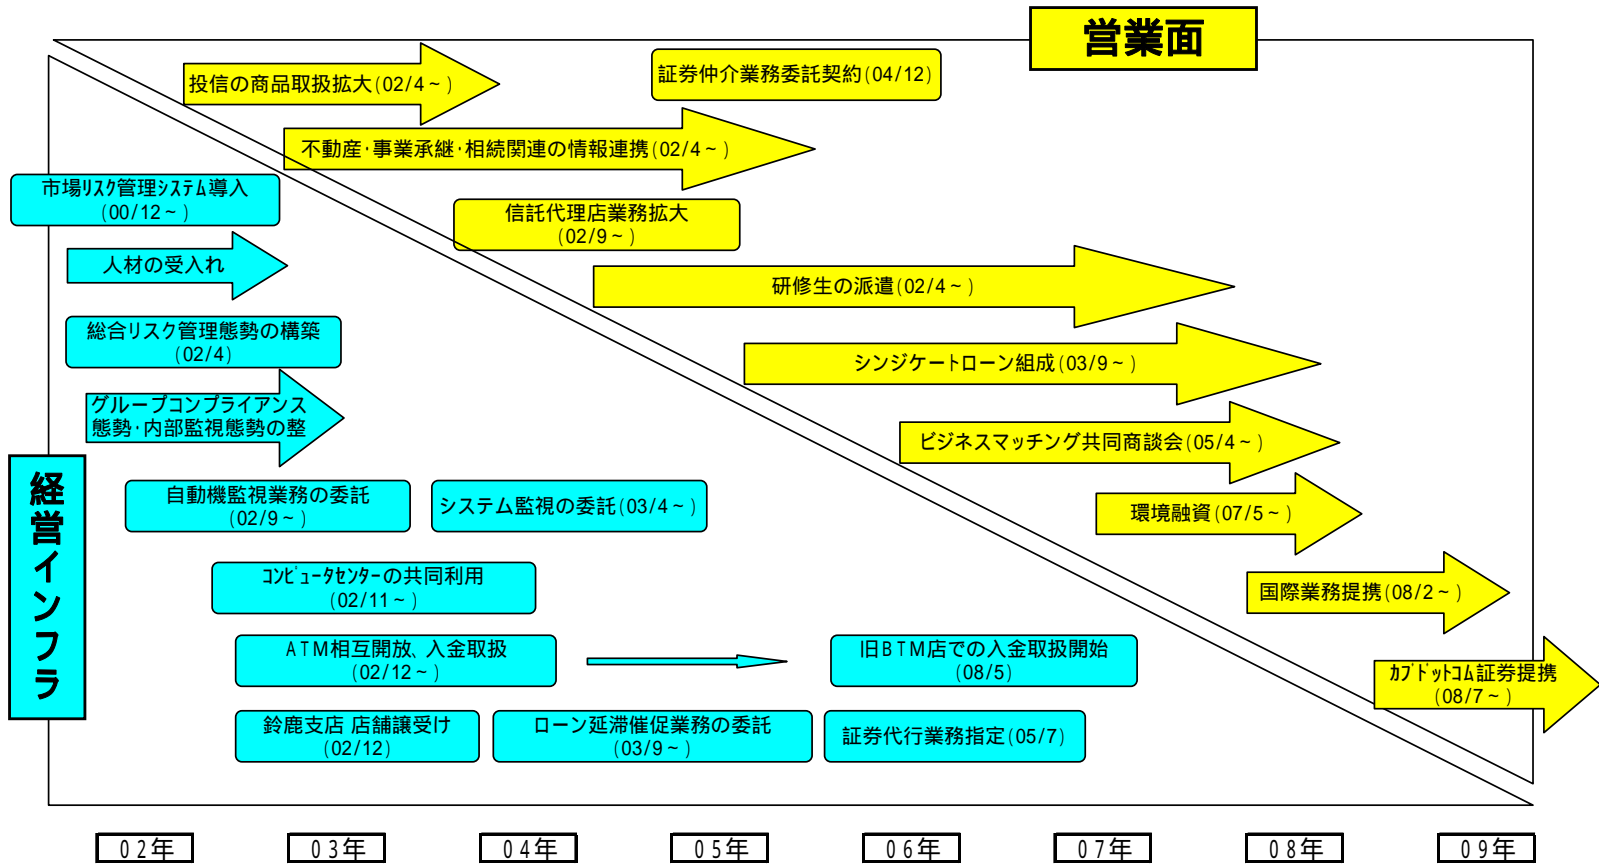 営業面
投信の商品取扱拡大(02/4~)
証券仲介業務委託契約(04/12)
不動産・事業承継・相続関連の情報連携(02/4~)
市場ﾘｽｸ管理ｼｽﾃﾑ導入
(00/12~)
信託代理店業務拡大
(02/9~)
人材の受入れ
研修生の派遣(02/4~)
総合リスク管理態勢の構築
(02/4)
シンジケートローン組成(03/9~)
グループコンプライアンス
態勢・内部監視態勢の整
ビジネスマッチング共同商談会(05/4~)
経営インフラ
自動機監視業務の委託
(02/9~)
システム監視の委託(03/4~)
環境融資(07/5~)
ｺﾝﾋﾟｭｰﾀｾﾝﾀｰの共同利用
(02/11~)
国際業務提携(08/2~)
ATM相互開放、入金取扱
(02/12~)
旧BTM店での入金取扱開始
(08/5)
ｶﾌﾞﾄﾞｯﾄｺﾑ証券提携
(08/7~)
鈴鹿支店 店舗譲受け
(02/12)
ローン延滞催促業務の委託
(03/9~)
証券代行業務指定(05/7)
02年
03年
04年
05年
06年
07年
08年
09年